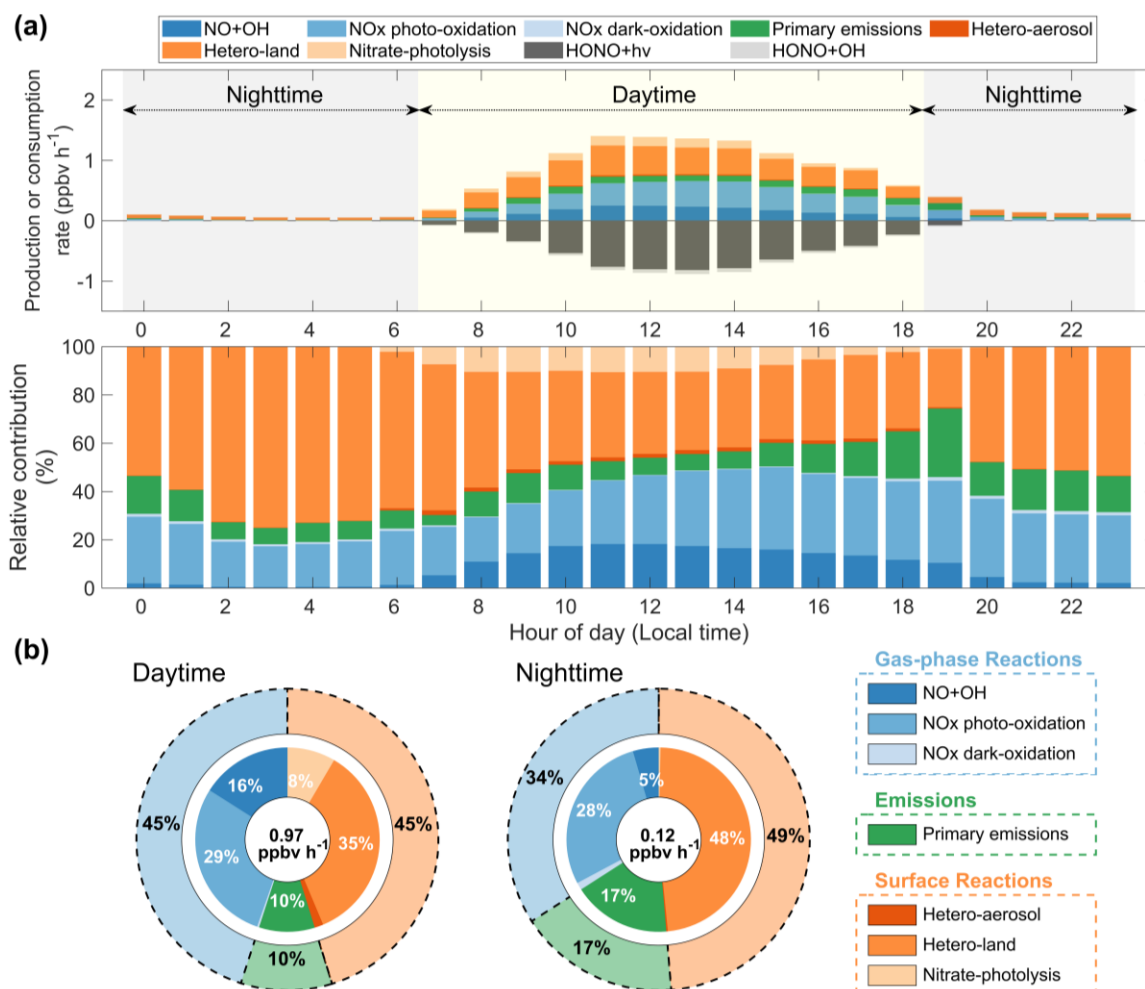 (a)
NO+OH
NOx photo-oxidation
NOx dark-oxidation
Primary emissions
Hetero-aerosol
Hetero-land
Nitrate-photolysis
HONO+hv
HONO+OH
Production or consumption
rate (ppbv h⁻¹)
Nighttime
Daytime
Nighttime
2
1
0
-1
0 2 4 6 8 10 12 14 16 18 20 22
Relative contribution
(%)
100
80
60
40
20
0
0 2 4 6 8 10 12 14 16 18 20 22
Hour of day (Local time)
(b)
Daytime
45%
45%
10%
16%
8%
29%
35%
10%
0.97
ppbv h⁻¹
Nighttime
34%
49%
17%
5%
28%
48%
17%
0.12
ppbv h⁻¹
Gas-phase Reactions
NO+OH
NOx photo-oxidation
NOx dark-oxidation
Emissions
Primary emissions
Surface Reactions
Hetero-aerosol
Hetero-land
Nitrate-photolysis